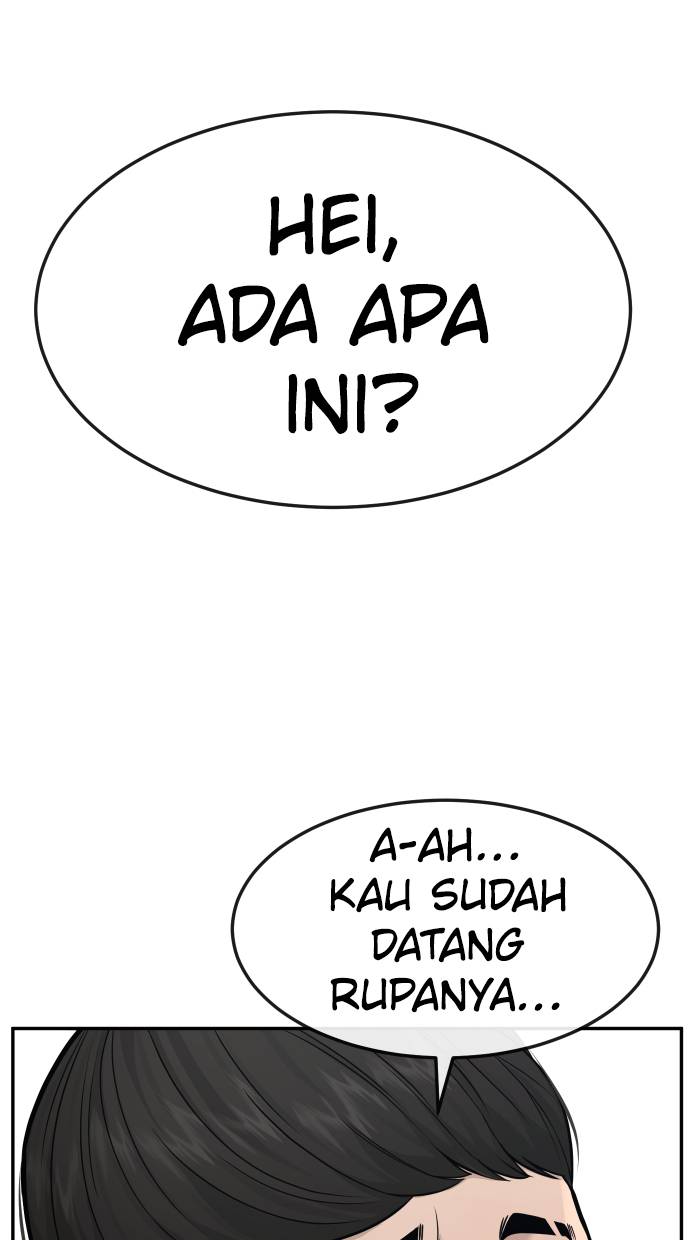 HEI,
ADA APA
INI?
A-AH...
KAU SUDAH
DATANG
RUPANYA...